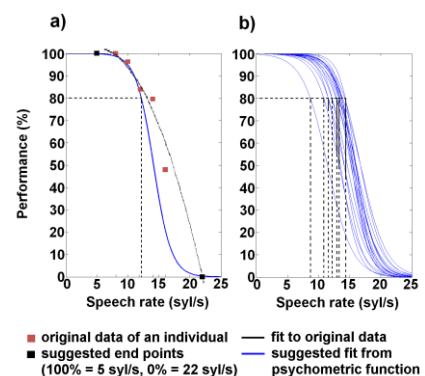 a)
b)
Performance (%)
100
90
80
70
60
50
40
30
20
10
0
0 5 10 15 20 25
Speech rate (syl/s)
100
90
80
70
60
50
40
30
20
10
0
0 5 10 15 20 25
Speech rate (syl/s)
original data of an individual
suggested end points
(100% = 5 syl/s, 0% = 22 syl/s)
fit to original data
suggested fit from
psychometric function